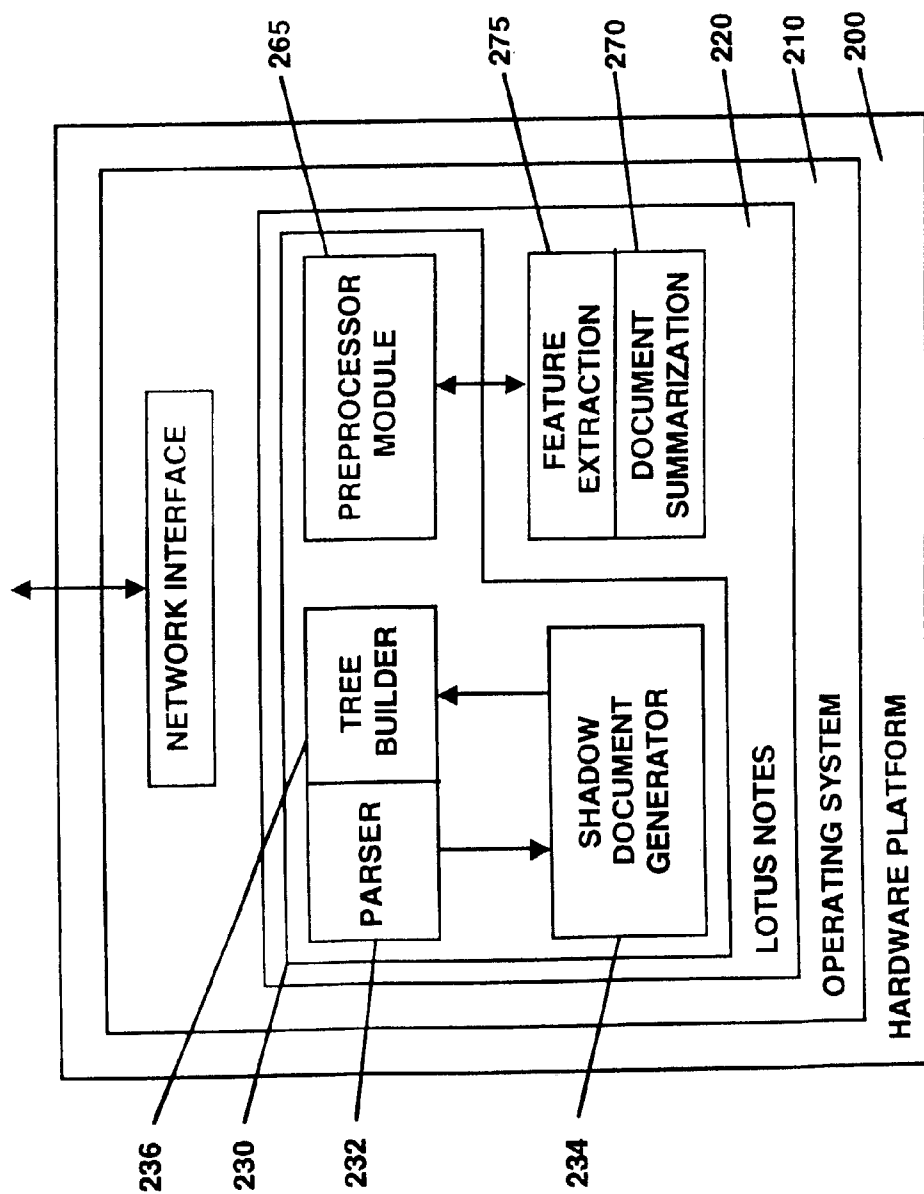 NETWORK INTERFACE
PARSER
TREE
BUILDER
PREPROCESSOR
MODULE
SHADOW
DOCUMENT
GENERATOR
FEATURE
EXTRACTION
DOCUMENT
SUMMARIZATION
LOTUS NOTES
OPERATING SYSTEM
HARDWARE PLATFORM
236
230
232
234
265
275
270
220
210
200